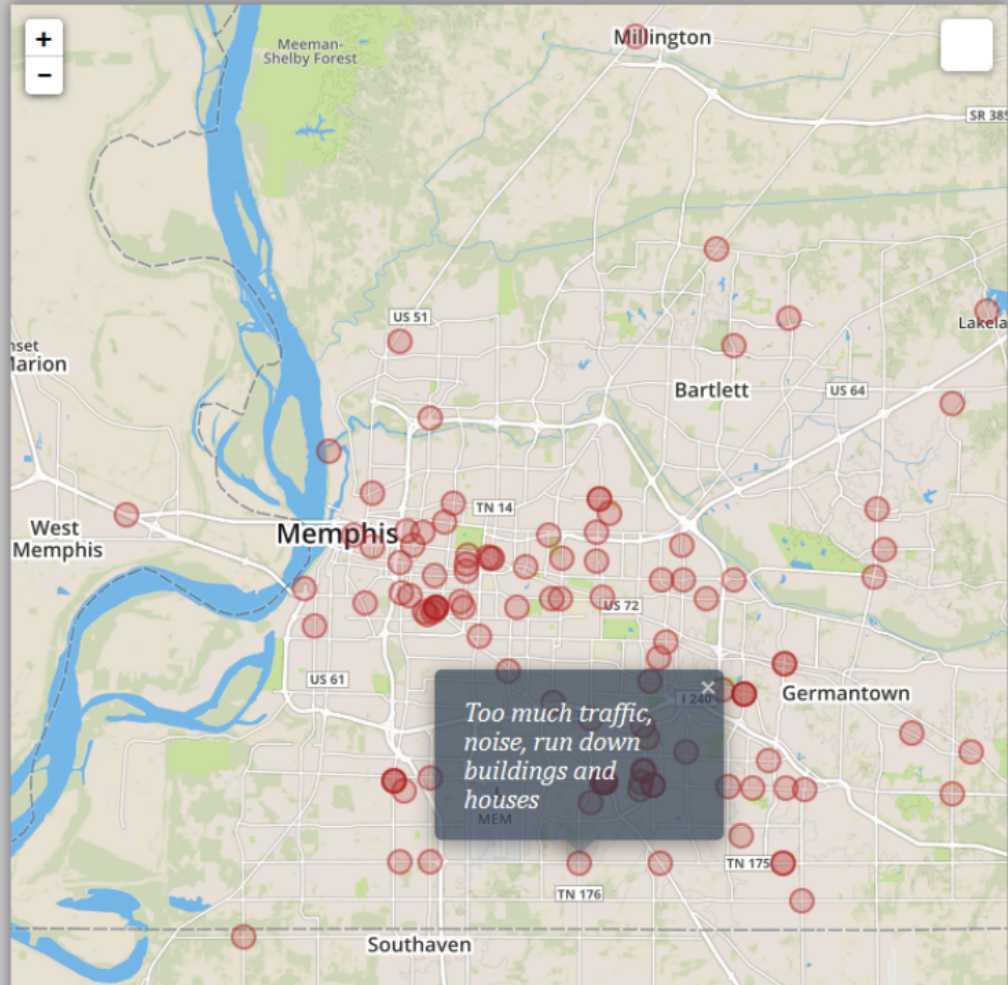 +
−
Meeman-
Shelby Forest
Millington
SR 385
US 51
Marion
Bartlett
US 64
TN 14
West
Memphis
Memphis
US 72
US 61
I 240
×
Germantown
Too much traffic,
noise, run down
buildings and
houses
MEM
TN 175
TN 176
Southaven